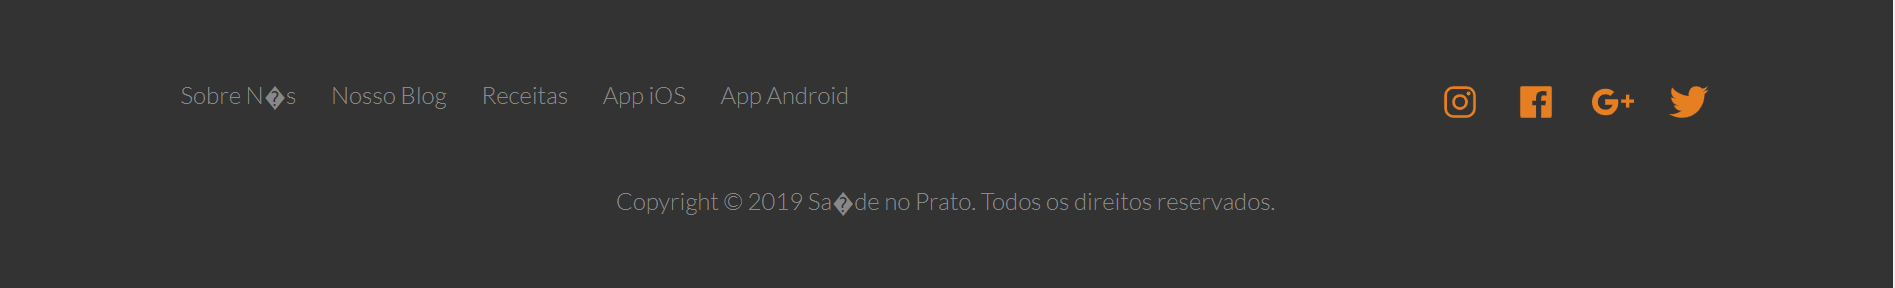 Sobre N�s Nosso Blog Receitas App iOS App Android
Copyright © 2019 Sa�de no Prato. Todos os direitos reservados.